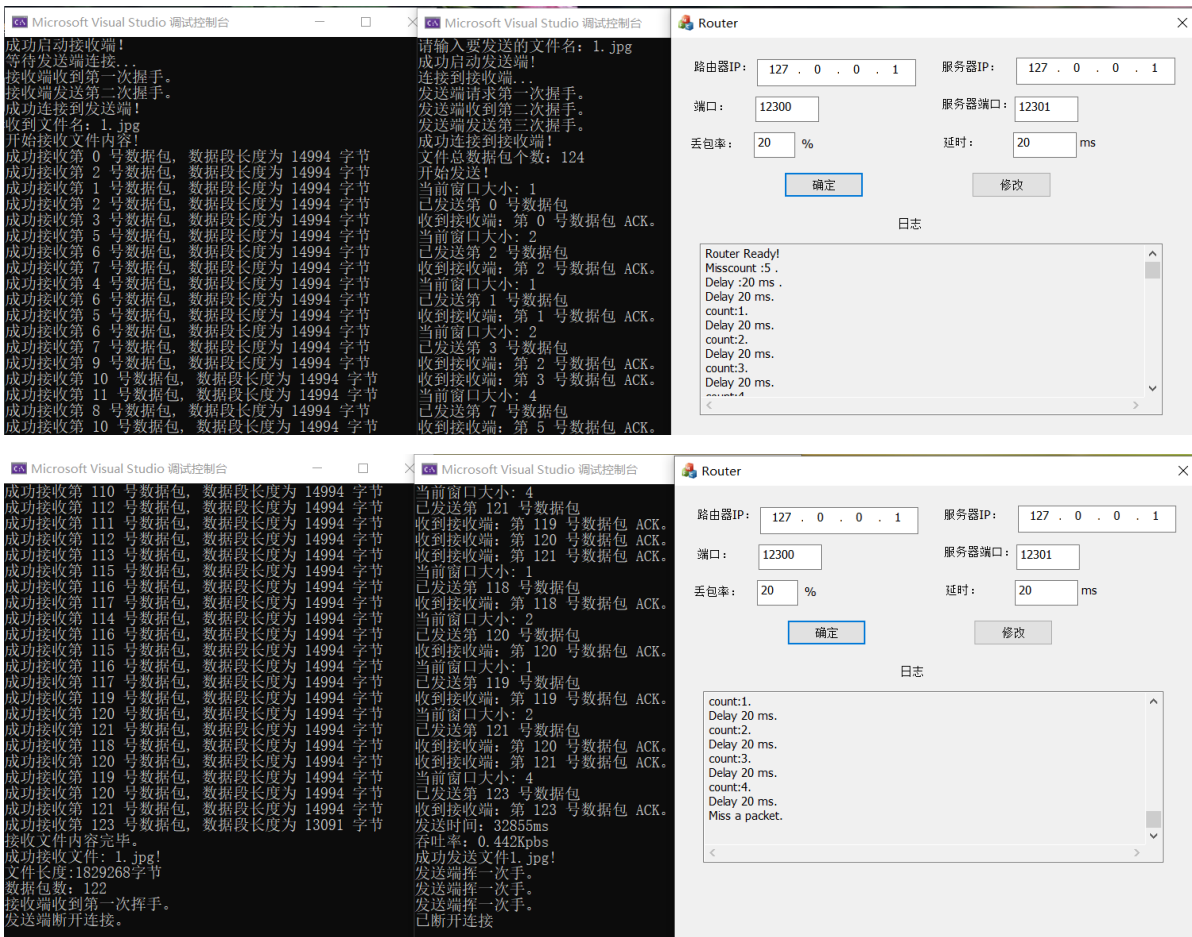 Microsoft Visual Studio 调试控制台
成功启动接收端!
等待发送端连接...
接收端收到第一次握手。
接收端发送第二次握手。
成功连接到发送端!
收到文件名: 1.jpg
开始接收文件内容!
成功接收第 0 号数据包, 数据段长度为 14994 字节
成功接收第 2 号数据包, 数据段长度为 14994 字节
成功接收第 1 号数据包, 数据段长度为 14994 字节
成功接收第 2 号数据包, 数据段长度为 14994 字节
成功接收第 3 号数据包, 数据段长度为 14994 字节
成功接收第 5 号数据包, 数据段长度为 14994 字节
成功接收第 6 号数据包, 数据段长度为 14994 字节
成功接收第 7 号数据包, 数据段长度为 14994 字节
成功接收第 4 号数据包, 数据段长度为 14994 字节
成功接收第 6 号数据包, 数据段长度为 14994 字节
成功接收第 5 号数据包, 数据段长度为 14994 字节
成功接收第 6 号数据包, 数据段长度为 14994 字节
成功接收第 7 号数据包, 数据段长度为 14994 字节
成功接收第 9 号数据包, 数据段长度为 14994 字节
成功接收第 10 号数据包, 数据段长度为 14994 字节
成功接收第 11 号数据包, 数据段长度为 14994 字节
成功接收第 8 号数据包, 数据段长度为 14994 字节
成功接收第 10 号数据包, 数据段长度为 14994 字节
Microsoft Visual Studio 调试控制台
请输入要发送的文件名: 1.jpg
成功启动发送端!
连接到接收端...
发送端请求第一次握手。
发送端收到第二次握手。
发送端发送第三次握手。
成功连接到接收端!
文件总数据包个数: 124
开始发送!
当前窗口大小: 1
已发送第 0 号数据包
收到接收端: 第 0 号数据包 ACK。
当前窗口大小: 2
已发送第 2 号数据包
收到接收端: 第 2 号数据包 ACK。
当前窗口大小: 1
已发送第 1 号数据包
收到接收端: 第 1 号数据包 ACK。
当前窗口大小: 2
已发送第 3 号数据包
收到接收端: 第 2 号数据包 ACK。
收到接收端: 第 3 号数据包 ACK。
当前窗口大小: 4
已发送第 7 号数据包
收到接收端: 第 5 号数据包 ACK。
Router
路由器IP: 127 . 0 . 0 . 1 服务器IP: 127 . 0 . 0 . 1
端口: 12300 服务器端口: 12301
丢包率: 20 % 延时: 20 ms
确定 修改
日志
Router Ready!
Misscount :5 .
Delay :20 ms .
Delay 20 ms.
count:1.
Delay 20 ms.
count:2.
Delay 20 ms.
count:3.
Delay 20 ms.
count:4.
Microsoft Visual Studio 调试控制台
成功接收第 110 号数据包, 数据段长度为 14994 字节
成功接收第 112 号数据包, 数据段长度为 14994 字节
成功接收第 111 号数据包, 数据段长度为 14994 字节
成功接收第 112 号数据包, 数据段长度为 14994 字节
成功接收第 113 号数据包, 数据段长度为 14994 字节
成功接收第 115 号数据包, 数据段长度为 14994 字节
成功接收第 116 号数据包, 数据段长度为 14994 字节
成功接收第 117 号数据包, 数据段长度为 14994 字节
成功接收第 114 号数据包, 数据段长度为 14994 字节
成功接收第 116 号数据包, 数据段长度为 14994 字节
成功接收第 115 号数据包, 数据段长度为 14994 字节
成功接收第 116 号数据包, 数据段长度为 14994 字节
成功接收第 117 号数据包, 数据段长度为 14994 字节
成功接收第 119 号数据包, 数据段长度为 14994 字节
成功接收第 120 号数据包, 数据段长度为 14994 字节
成功接收第 121 号数据包, 数据段长度为 14994 字节
成功接收第 118 号数据包, 数据段长度为 14994 字节
成功接收第 120 号数据包, 数据段长度为 14994 字节
成功接收第 119 号数据包, 数据段长度为 14994 字节
成功接收第 120 号数据包, 数据段长度为 14994 字节
成功接收第 121 号数据包, 数据段长度为 14994 字节
成功接收第 123 号数据包, 数据段长度为 13091 字节
接收文件内容完毕。
成功接收文件: 1.jpg!
文件长度:1829268字节
数据包数: 122
接收端收到第一次挥手。
发送端断开连接。
Microsoft Visual Studio 调试控制台
当前窗口大小: 4
已发送第 121 号数据包
收到接收端: 第 119 号数据包 ACK。
收到接收端: 第 120 号数据包 ACK。
收到接收端: 第 121 号数据包 ACK。
当前窗口大小: 1
已发送第 118 号数据包
收到接收端: 第 118 号数据包 ACK。
当前窗口大小: 2
已发送第 120 号数据包
收到接收端: 第 120 号数据包 ACK。
当前窗口大小: 1
已发送第 119 号数据包
收到接收端: 第 119 号数据包 ACK。
当前窗口大小: 2
已发送第 121 号数据包
收到接收端: 第 120 号数据包 ACK。
收到接收端: 第 121 号数据包 ACK。
当前窗口大小: 4
已发送第 123 号数据包
收到接收端: 第 123 号数据包 ACK。
发送时间: 32855ms
吞吐率: 0.442Kpbs
成功发送文件1.jpg!
发送端挥一次手。
发送端挥一次手。
发送端挥一次手。
已断开连接
Router
路由器IP: 127 . 0 . 0 . 1 服务器IP: 127 . 0 . 0 . 1
端口: 12300 服务器端口: 12301
丢包率: 20 % 延时: 20 ms
确定 修改
日志
count:1.
Delay 20 ms.
count:2.
Delay 20 ms.
count:3.
Delay 20 ms.
count:4.
Delay 20 ms.
Miss a packet.